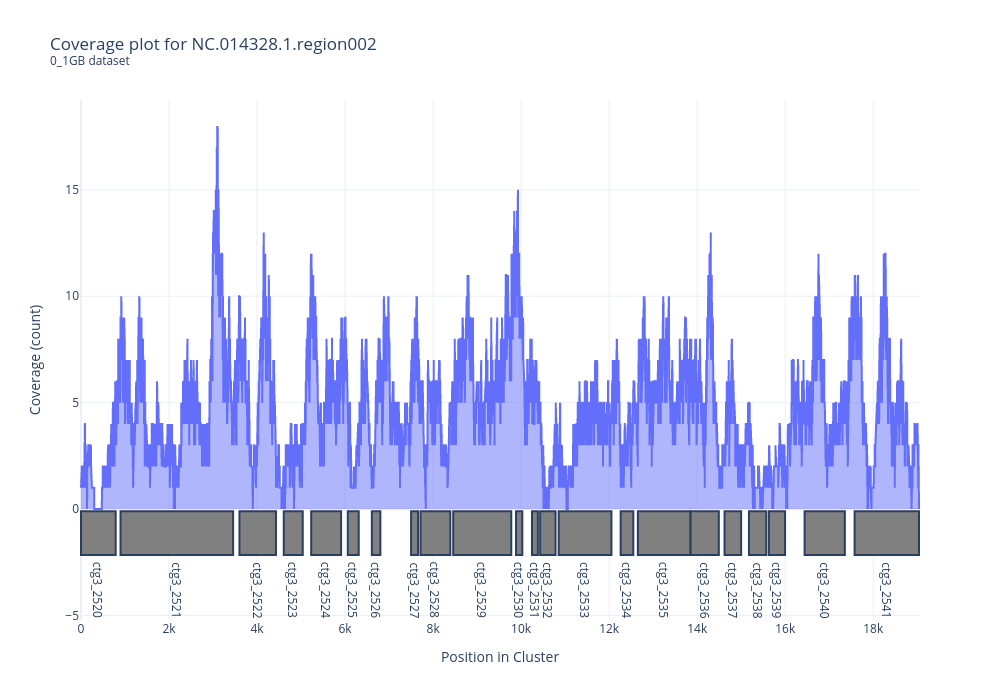 Coverage plot for NC.014328.1.region002
0_1GB dataset
Coverage (count)
15
10
5
0
−5
ctg3_2520
ctg3_2521
ctg3_2522
ctg3_2523
ctg3_2524
ctg3_2525
ctg3_2526
ctg3_2527
ctg3_2528
ctg3_2529
ctg3_2530
ctg3_2531
ctg3_2532
ctg3_2533
ctg3_2534
ctg3_2535
ctg3_2536
ctg3_2537
ctg3_2538
ctg3_2539
ctg3_2540
ctg3_2541
0 2k 4k 6k 8k 10k 12k 14k 16k 18k
Position in Cluster